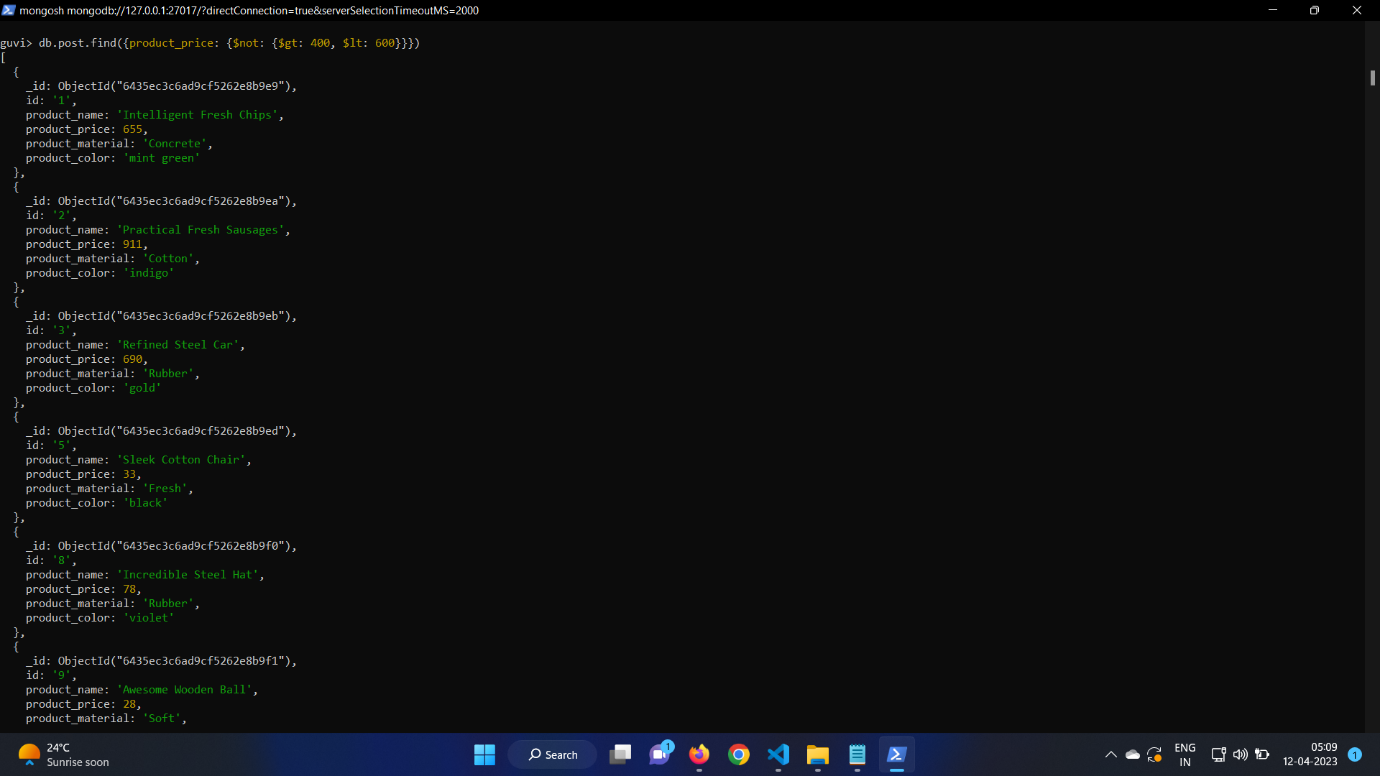 mongosh mongodb://127.0.0.1:27017/?directConnection=true&serverSelectionTimeoutMS=2000
guvi> db.post.find({product_price: {$not: {$gt: 400, $lt: 600}}})
[
  {
    _id: ObjectId("6435ec3c6ad9cf5262e8b9e9"),
    id: '1',
    product_name: 'Intelligent Fresh Chips',
    product_price: 655,
    product_material: 'Concrete',
    product_color: 'mint green'
  },
  {
    _id: ObjectId("6435ec3c6ad9cf5262e8b9ea"),
    id: '2',
    product_name: 'Practical Fresh Sausages',
    product_price: 911,
    product_material: 'Cotton',
    product_color: 'indigo'
  },
  {
    _id: ObjectId("6435ec3c6ad9cf5262e8b9eb"),
    id: '3',
    product_name: 'Refined Steel Car',
    product_price: 690,
    product_material: 'Rubber',
    product_color: 'gold'
  },
  {
    _id: ObjectId("6435ec3c6ad9cf5262e8b9ed"),
    id: '5',
    product_name: 'Sleek Cotton Chair',
    product_price: 33,
    product_material: 'Fresh',
    product_color: 'black'
  },
  {
    _id: ObjectId("6435ec3c6ad9cf5262e8b9f0"),
    id: '8',
    product_name: 'Incredible Steel Hat',
    product_price: 78,
    product_material: 'Rubber',
    product_color: 'violet'
  },
  {
    _id: ObjectId("6435ec3c6ad9cf5262e8b9f1"),
    id: '9',
    product_name: 'Awesome Wooden Ball',
    product_price: 28,
    product_material: 'Soft',
24°C
Sunrise soon
Search
1
ENG
IN
05:09
12-04-2023
1